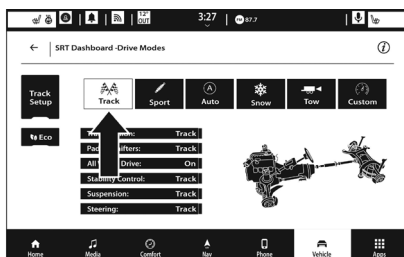 12°
OUT
3:27
FM 87.7
SRT Dashboard -Drive Modes
Track
Setup
Eco
Track
Sport
Auto
Snow
Tow
Custom
Track
Track
All Drive: On
Stability Control: Track
Suspension: Track
Steering: Track
Home
Media
Comfort
Nav
Phone
Vehicle
Apps